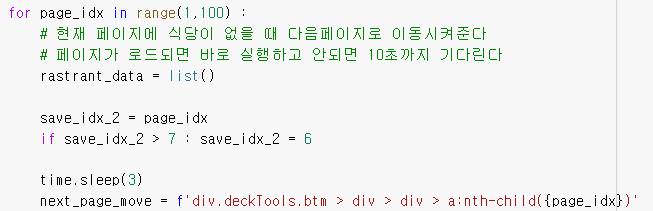 for page_idx in range(1,100) :
# 현재 페이지에 식당이 없을 때 다음페이지로 이동시켜준다
# 페이지가 로드되면 바로 실행하고 안되면 10초까지 기다린다
rastrant_data = list()
save_idx_2 = page_idx
if save_idx_2 > 7 : save_idx_2 = 6
time.sleep(3)
next_page_move = f'div.deckTools.btm > div > div > a:nth-child({page_idx})'